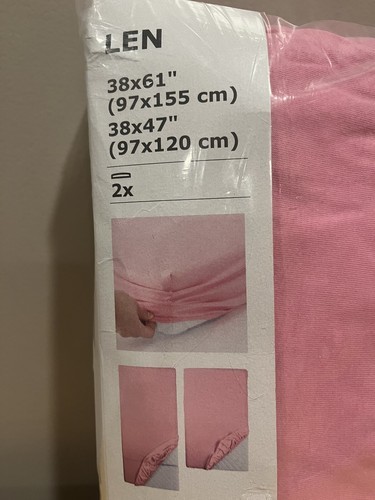 LEN
38x61"
(97x155 cm)
38x47"
(97x120 cm)
2x